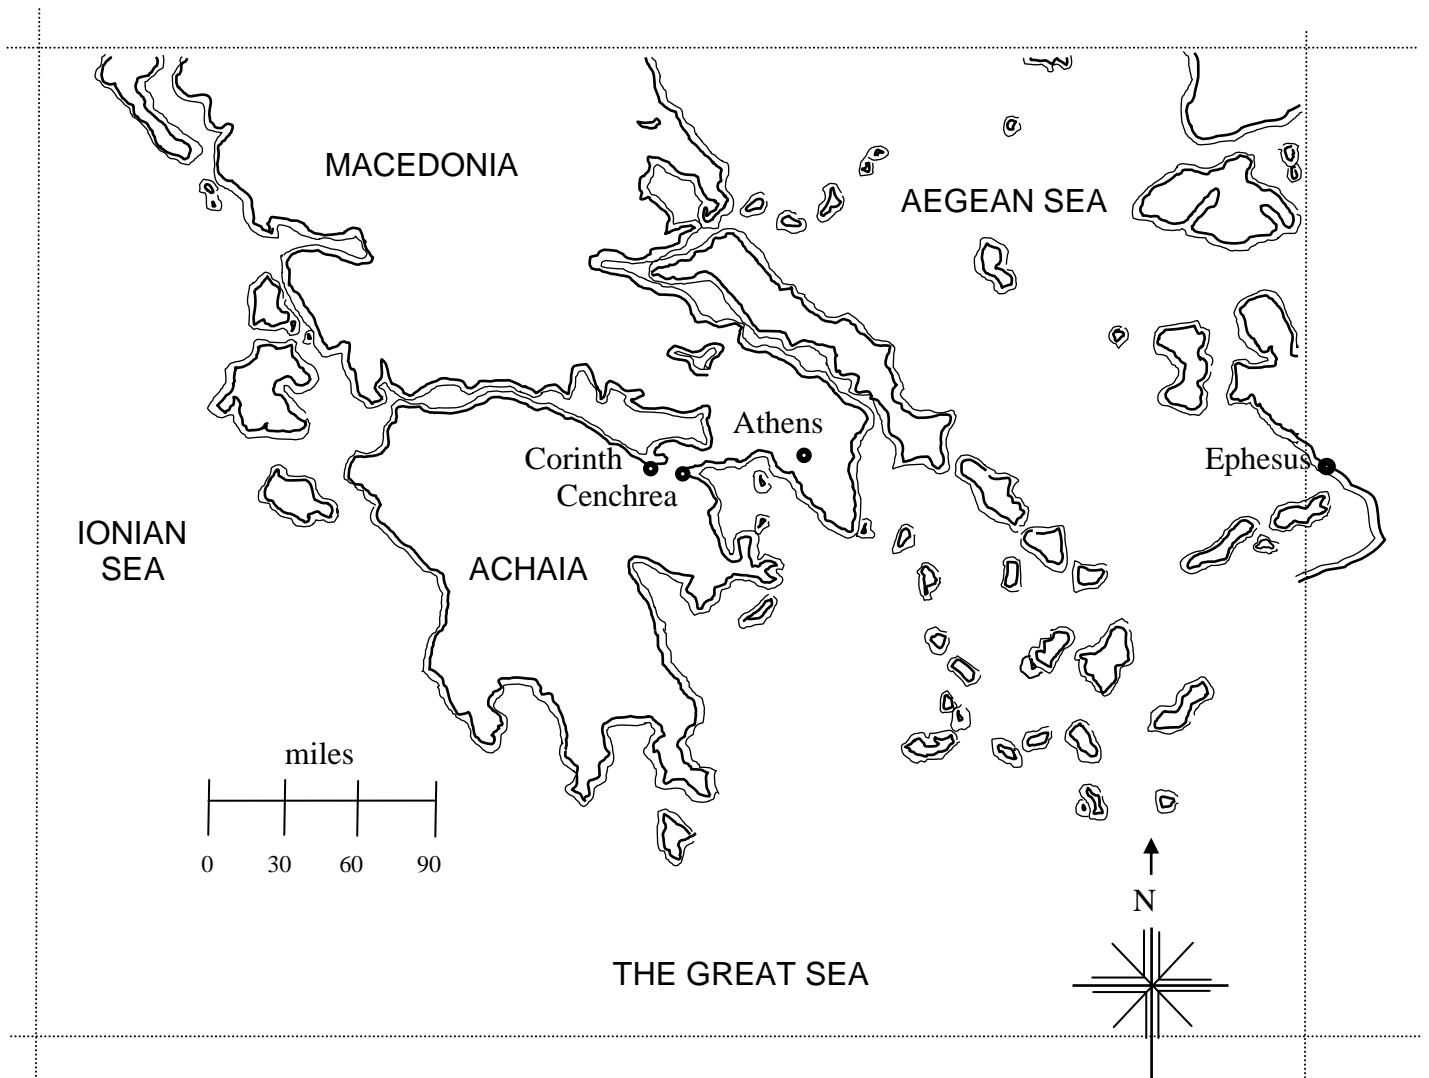 MACEDONIA
AEGEAN SEA
Athens
Corinth
Ephesus
Cenchrea
IONIAN
SEA
ACHAIA
miles
0 30 60 90
N
THE GREAT SEA